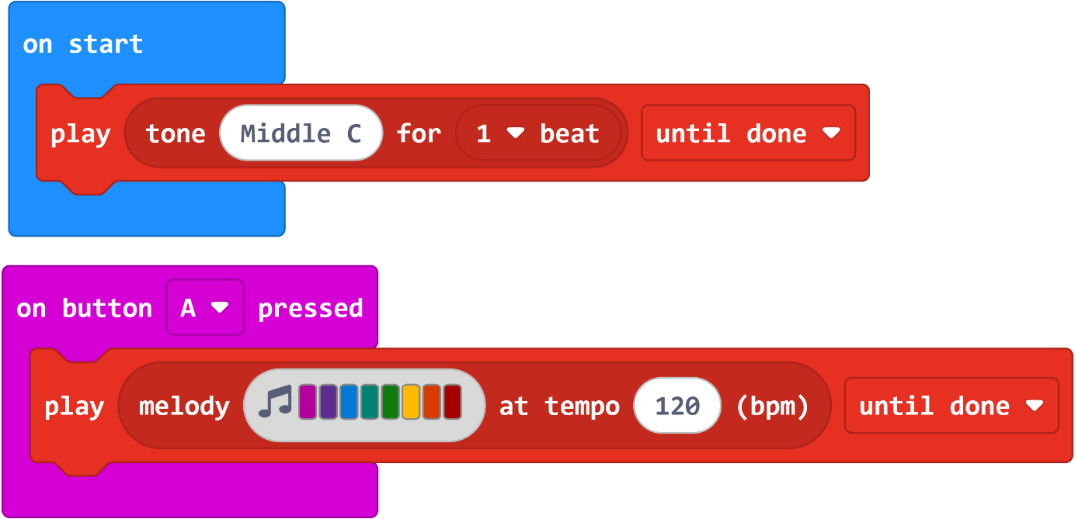 on start
play tone Middle C for 1 beat until done
on button A pressed
play melody at tempo 120 (bpm) until done